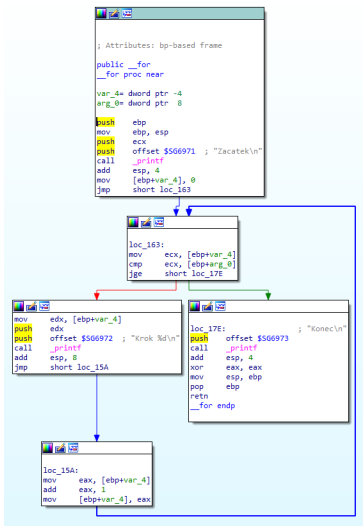 ; Attributes: bp-based frame
public __for
__for proc near
var_4= dword ptr -4
arg_0= dword ptr  8
push    ebp
mov     ebp, esp
push    ecx
push    offset $SG6971  ; "Zacatek\n"
call    _printf
add     esp, 4
mov     [ebp+var_4], 0
jmp     short loc_163
loc_163:
mov     ecx, [ebp+var_4]
cmp     ecx, [ebp+arg_0]
jge     short loc_17E
mov     edx, [ebp+var_4]
push    edx
push    offset $SG6972  ; "Krok %d\n"
call    _printf
add     esp, 8
jmp     short loc_15A
loc_17E:                ; "Konec\n"
push    offset $SG6973
call    _printf
add     esp, 4
xor     eax, eax
mov     esp, ebp
pop     ebp
retn
__for endp
loc_15A:
mov     eax, [ebp+var_4]
add     eax, 1
mov     [ebp+var_4], eax